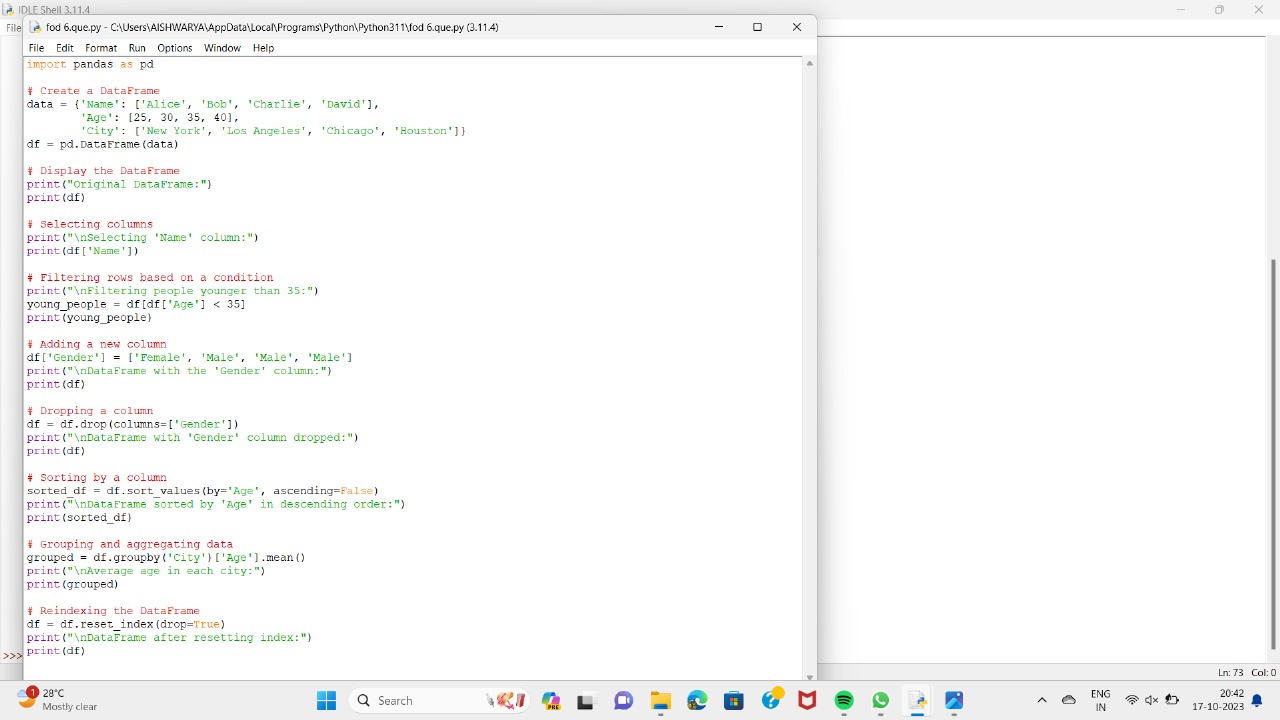 IDLE Shell 3.11.4
File
fod 6.que.py - C:\Users\AISHWARYA\AppData\Local\Programs\Python\Python311\fod 6.que.py (3.11.4)
File Edit Format Run Options Window Help
import pandas as pd
# Create a DataFrame
data = {'Name': ['Alice', 'Bob', 'Charlie', 'David'],
        'Age': [25, 30, 35, 40],
        'City': ['New York', 'Los Angeles', 'Chicago', 'Houston']}
df = pd.DataFrame(data)
# Display the DataFrame
print("Original DataFrame:")
print(df)
# Selecting columns
print("\nSelecting 'Name' column:")
print(df['Name'])
# Filtering rows based on a condition
print("\nFiltering people younger than 35:")
young_people = df[df['Age'] < 35]
print(young_people)
# Adding a new column
df['Gender'] = ['Female', 'Male', 'Male', 'Male']
print("\nDataFrame with the 'Gender' column:")
print(df)
# Dropping a column
df = df.drop(columns=['Gender'])
print("\nDataFrame with 'Gender' column dropped:")
print(df)
# Sorting by a column
sorted_df = df.sort_values(by='Age', ascending=False)
print("\nDataFrame sorted by 'Age' in descending order:")
print(sorted_df)
# Grouping and aggregating data
grouped = df.groupby('City')['Age'].mean()
print("\nAverage age in each city:")
print(grouped)
# Reindexing the DataFrame
df = df.reset_index(drop=True)
print("\nDataFrame after resetting index:")
print(df)
>>>
Ln: 73 Col: 0
1
28°C
Mostly clear
Search
PRE
ENG
IN
20:42
17-10-2023